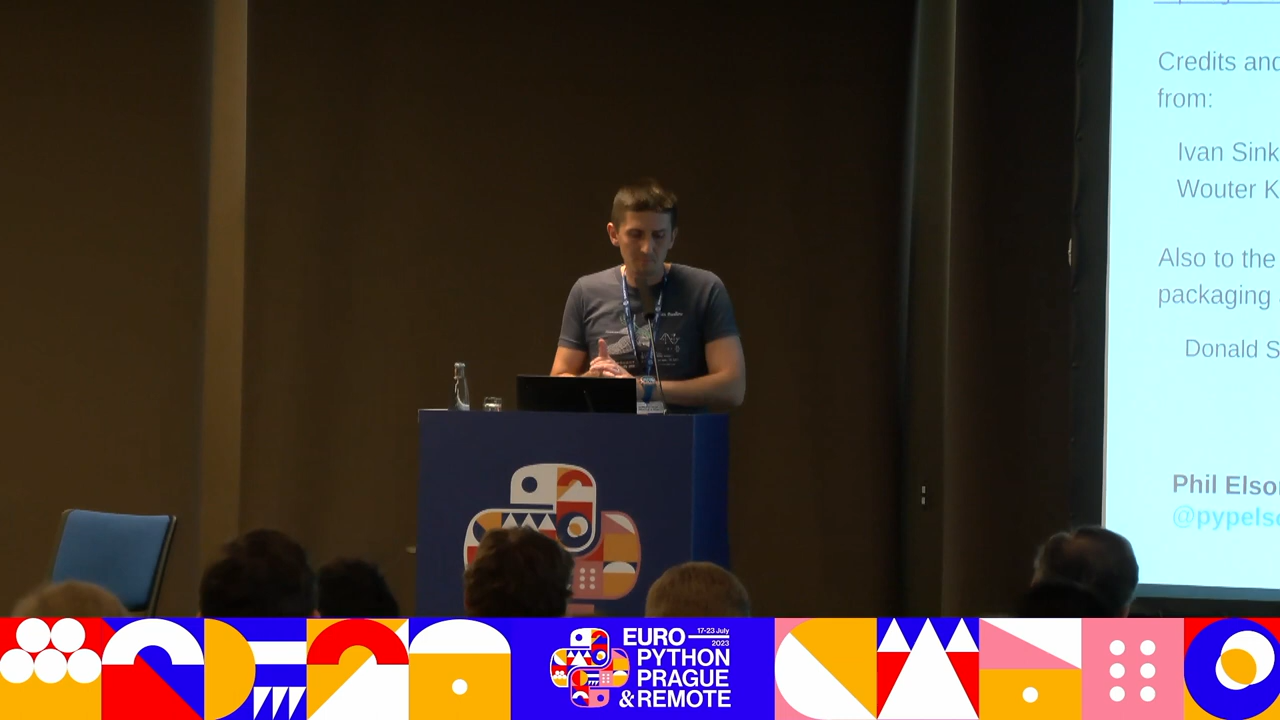 Credits and
from:
Ivan Sink
Wouter K
Also to the
packaging
Donald S
Phil Elso
@pypelso
EURO 17-23 July
2023
PYTHON
PRAGUE
& REMOTE